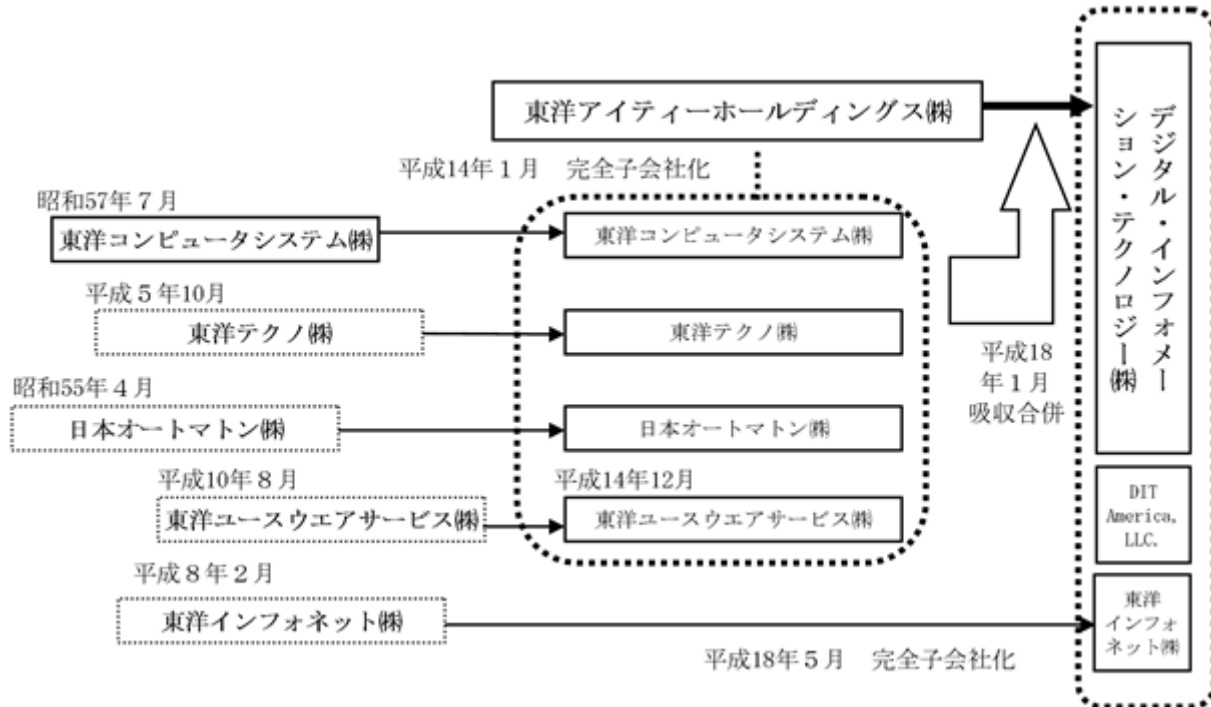 東洋アイティーホールディングス㈱
平成14年１月　完全子会社化
昭和57年７月
東洋コンピュータシステム㈱
東洋コンピュータシステム㈱
平成５年10月
東洋テクノ㈱
東洋テクノ㈱
昭和55年４月
日本オートマトン㈱
日本オートマトン㈱
平成10年８月
東洋ユースウエアサービス㈱
平成14年12月
東洋ユースウエアサービス㈱
平成８年２月
東洋インフォネット㈱
平成18年５月　完全子会社化
平成18
年１月
吸収合併
デジタル・インフォメー
ション・テクノロジー㈱
DIT
America,
LLC.
東洋
インフォ
ネット㈱